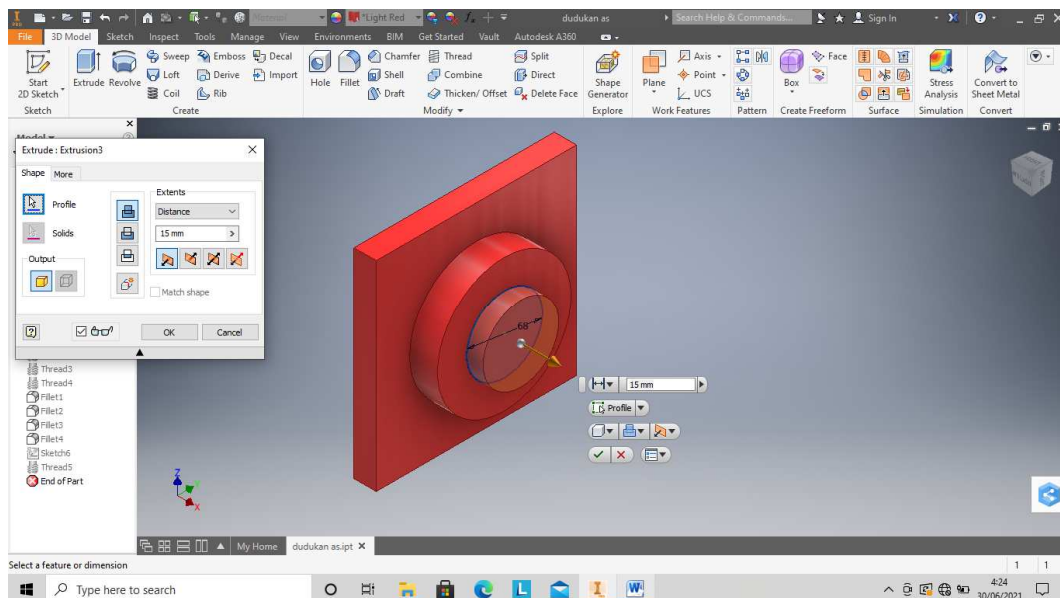 Material
"Light Red
dudukan as
Search Help & Commands...
Sign In
File 3D Model Sketch Inspect Tools Manage View Environments BIM Get Started Vault Autodesk A360
Start 2D Sketch
Extrude
Revolve
Sweep
Emboss
Decal
Loft
Derive
Import
Coil
Rib
Hole
Fillet
Chamfer
Thread
Split
Shell
Combine
Direct
Draft
Thicken/ Offset
Delete Face
Shape Generator
Plane
Axis
Point
UCS
Box
Face
Stress Analysis
Convert to Sheet Metal
Sketch
Create
Modify
Explore
Work Features
Pattern
Create Freeform
Surface
Simulation
Convert
Model
Extrude : Extrusion3
Shape More
Profile
Solids
Output
Extents
Distance
15 mm
Match shape
OK Cancel
Thread3
Thread4
Fillet1
Fillet2
Fillet3
Fillet4
Sketch6
Thread5
End of Part
68
15 mm
Profile
Z
Y
X
My Home dudukan as.ipt
Select a feature or dimension
1 1
Type here to search
4:24
30/06/2021